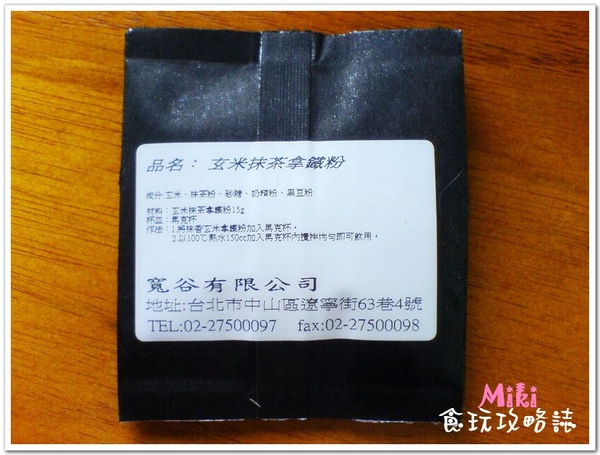 品名： 玄米抹茶拿鐵粉
成分:玄米、抹茶粉、砂糖、奶精粉、黑豆粉
材料：玄米抹茶拿鐵粉15g
杯皿：馬克杯
作法：1.將抹香玄米拿鐵粉加入馬克杯。
2.以100℃熱水150cc加入馬克杯內攪拌均勻即可飲用。
寬谷有限公司
地址:台北市中山區遼寧街63巷4號
TEL:02-27500097 fax:02-27500098
Miki
食玩攻略誌